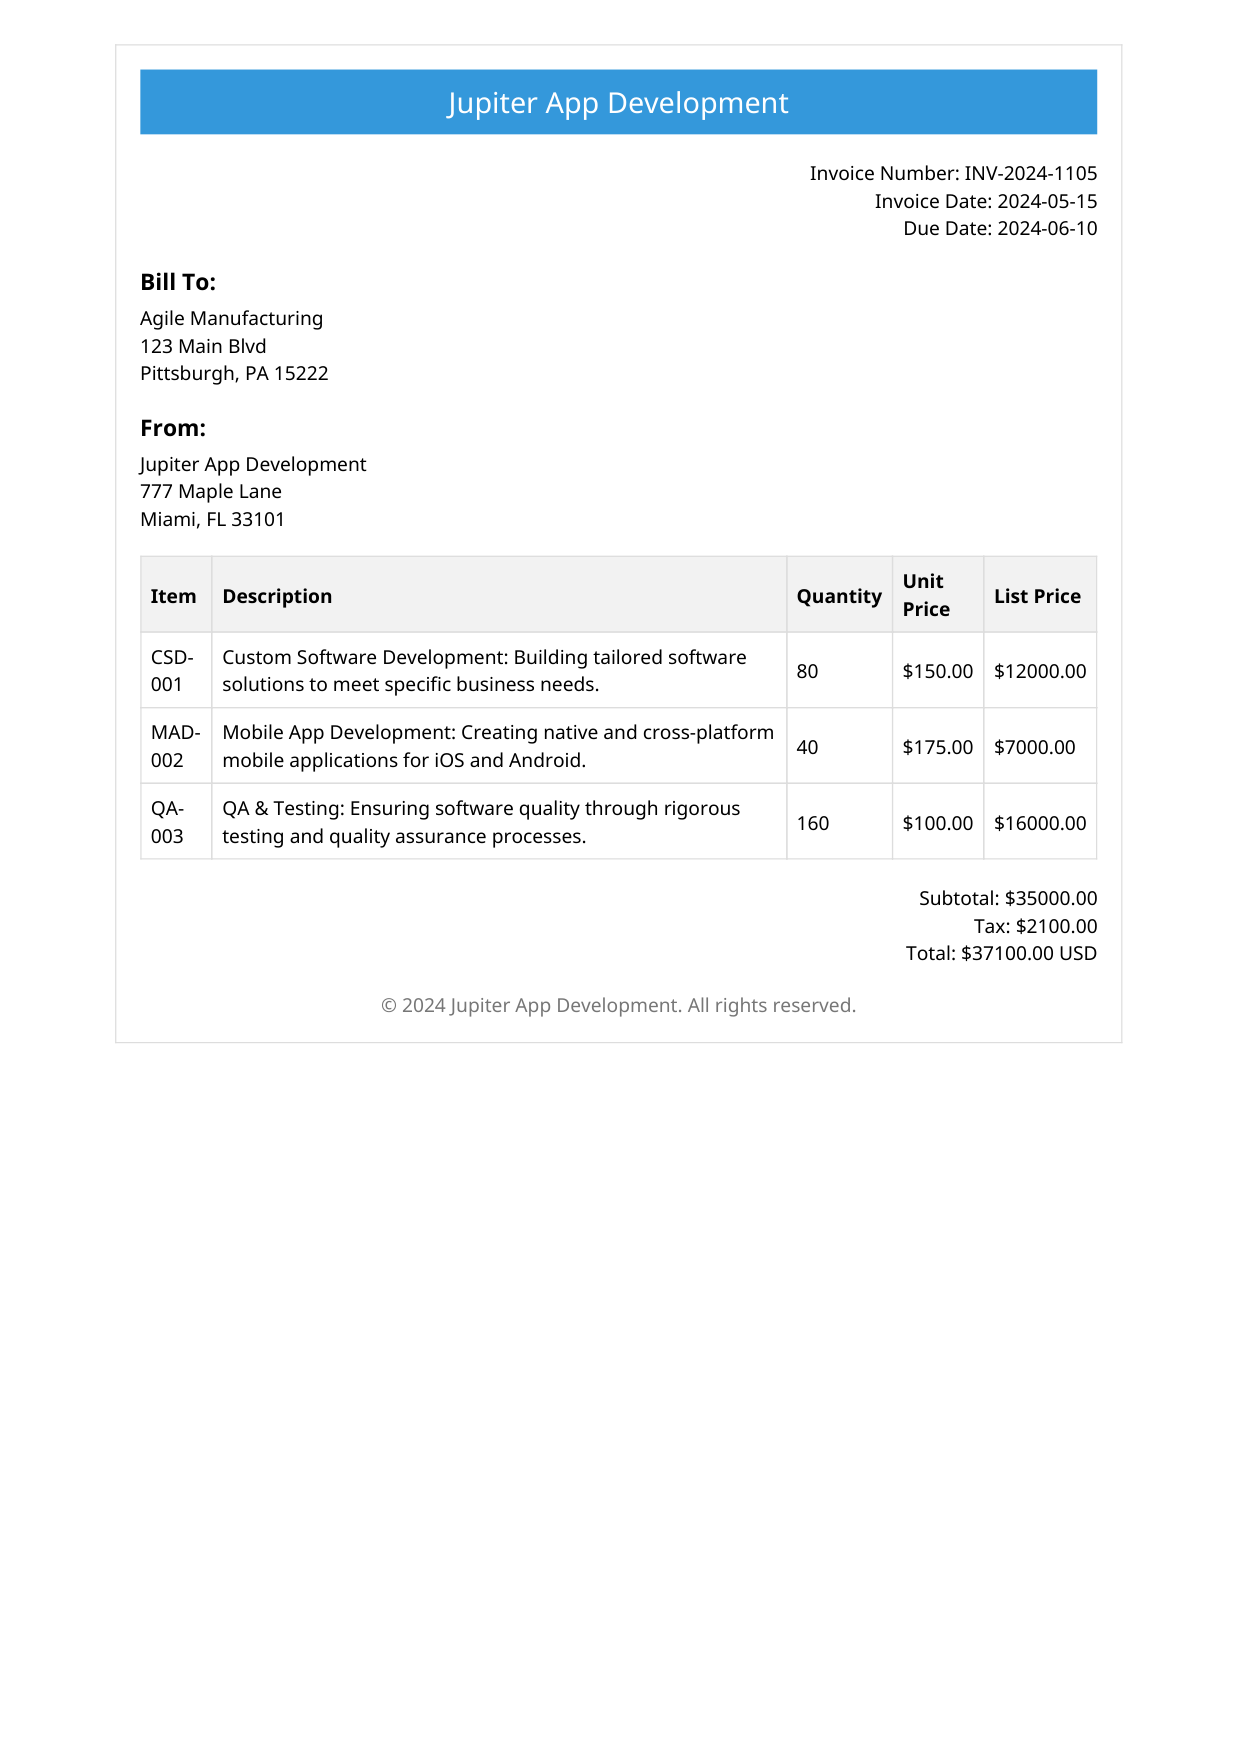 Jupiter App Development
Invoice Number: INV-2024-1105
Invoice Date: 2024-05-15
Due Date: 2024-06-10
Bill To:
Agile Manufacturing
123 Main Blvd
Pittsburgh, PA 15222
From:
Jupiter App Development
777 Maple Lane
Miami, FL 33101
Item Description Quantity Unit Price List Price
CSD-001 Custom Software Development: Building tailored software solutions to meet specific business needs. 80 $150.00 $12000.00
MAD-002 Mobile App Development: Creating native and cross-platform mobile applications for iOS and Android. 40 $175.00 $7000.00
QA-003 QA & Testing: Ensuring software quality through rigorous testing and quality assurance processes. 160 $100.00 $16000.00
Subtotal: $35000.00
Tax: $2100.00
Total: $37100.00 USD
© 2024 Jupiter App Development. All rights reserved.